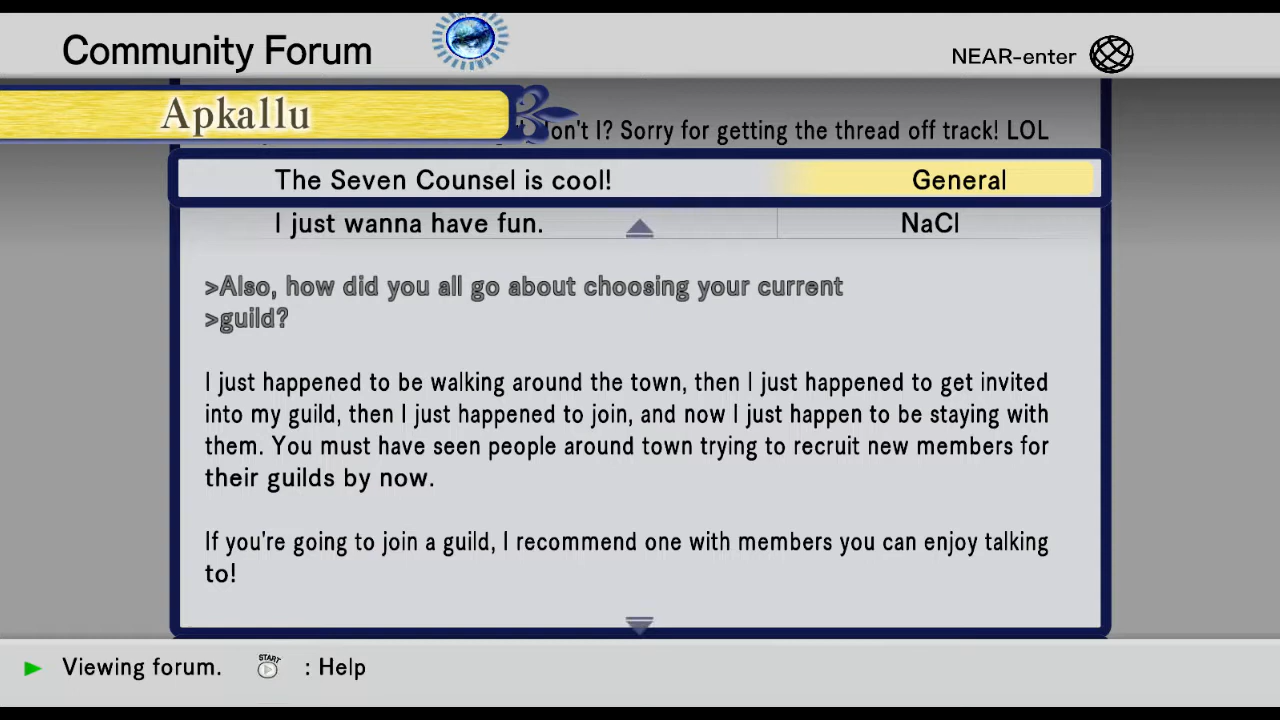 Community Forum
NEAR-enter
Apkallu
don't I? Sorry for getting the thread off track! LOL
The Seven Counsel is cool!
General
I just wanna have fun.
NaCl
>Also, how did you all go about choosing your current
>guild?
I just happened to be walking around the town, then I just happened to get invited
into my guild, then I just happened to join, and now I just happen to be staying with
them. You must have seen people around town trying to recruit new members for
their guilds by now.
If you're going to join a guild, I recommend one with members you can enjoy talking
to!
Viewing forum.
START
: Help